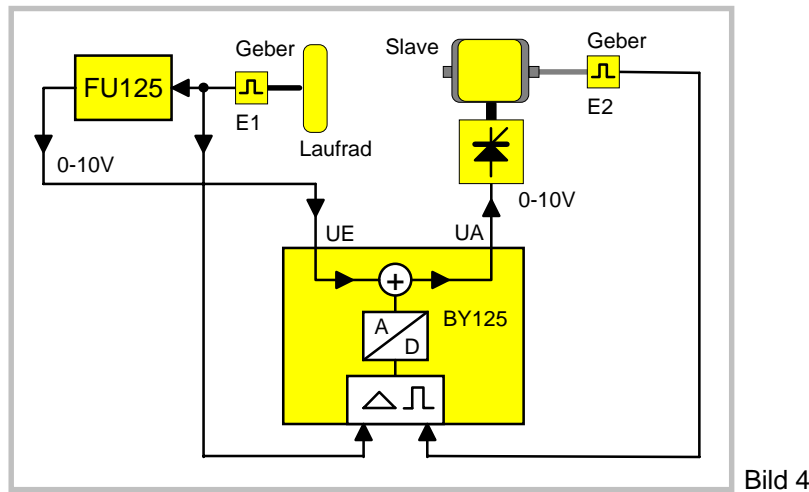 Geber
Slave
Geber
FU125
E1
E2
Laufrad
0-10V
0-10V
UE
UA
BY125
A
D
Bild 4